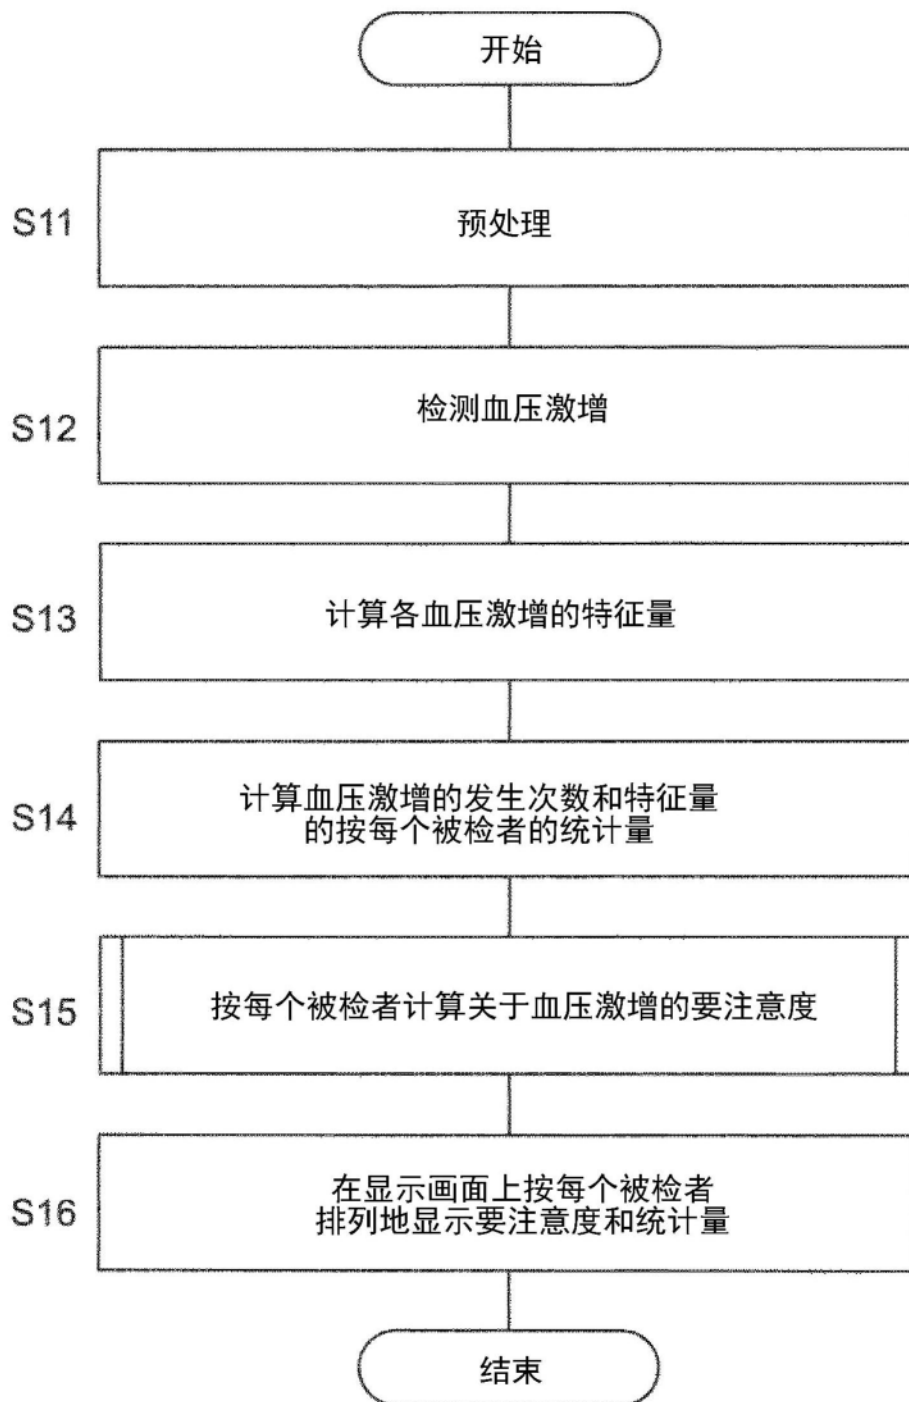 开始
S11
预处理
S12
检测血压激增
S13
计算各血压激增的特征量
S14
计算血压激增的发生次数和特征量
的按每个被检者的统计量
S15
按每个被检者计算关于血压激增的要注意度
S16
在显示画面上按每个被检者
排列地显示要注意度和统计量
结束